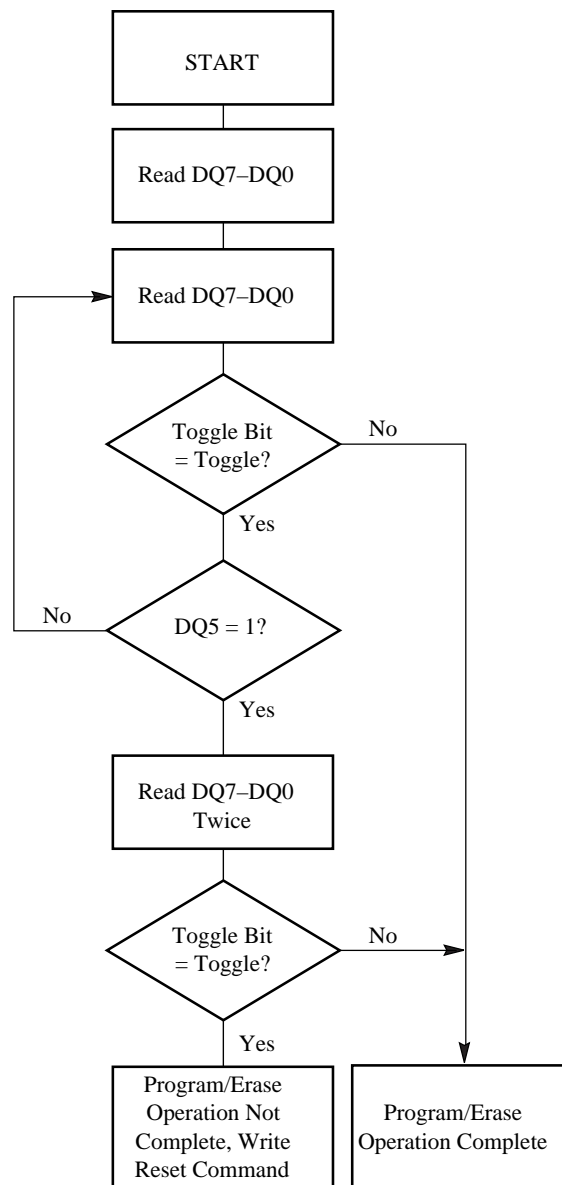 START
Read DQ7–DQ0
Read DQ7–DQ0
Toggle Bit
= Toggle?
No
Yes
No
DQ5 = 1?
Yes
Read DQ7–DQ0
Twice
Toggle Bit
= Toggle?
No
Yes
Program/Erase
Operation Not
Complete, Write
Reset Command
Program/Erase
Operation Complete